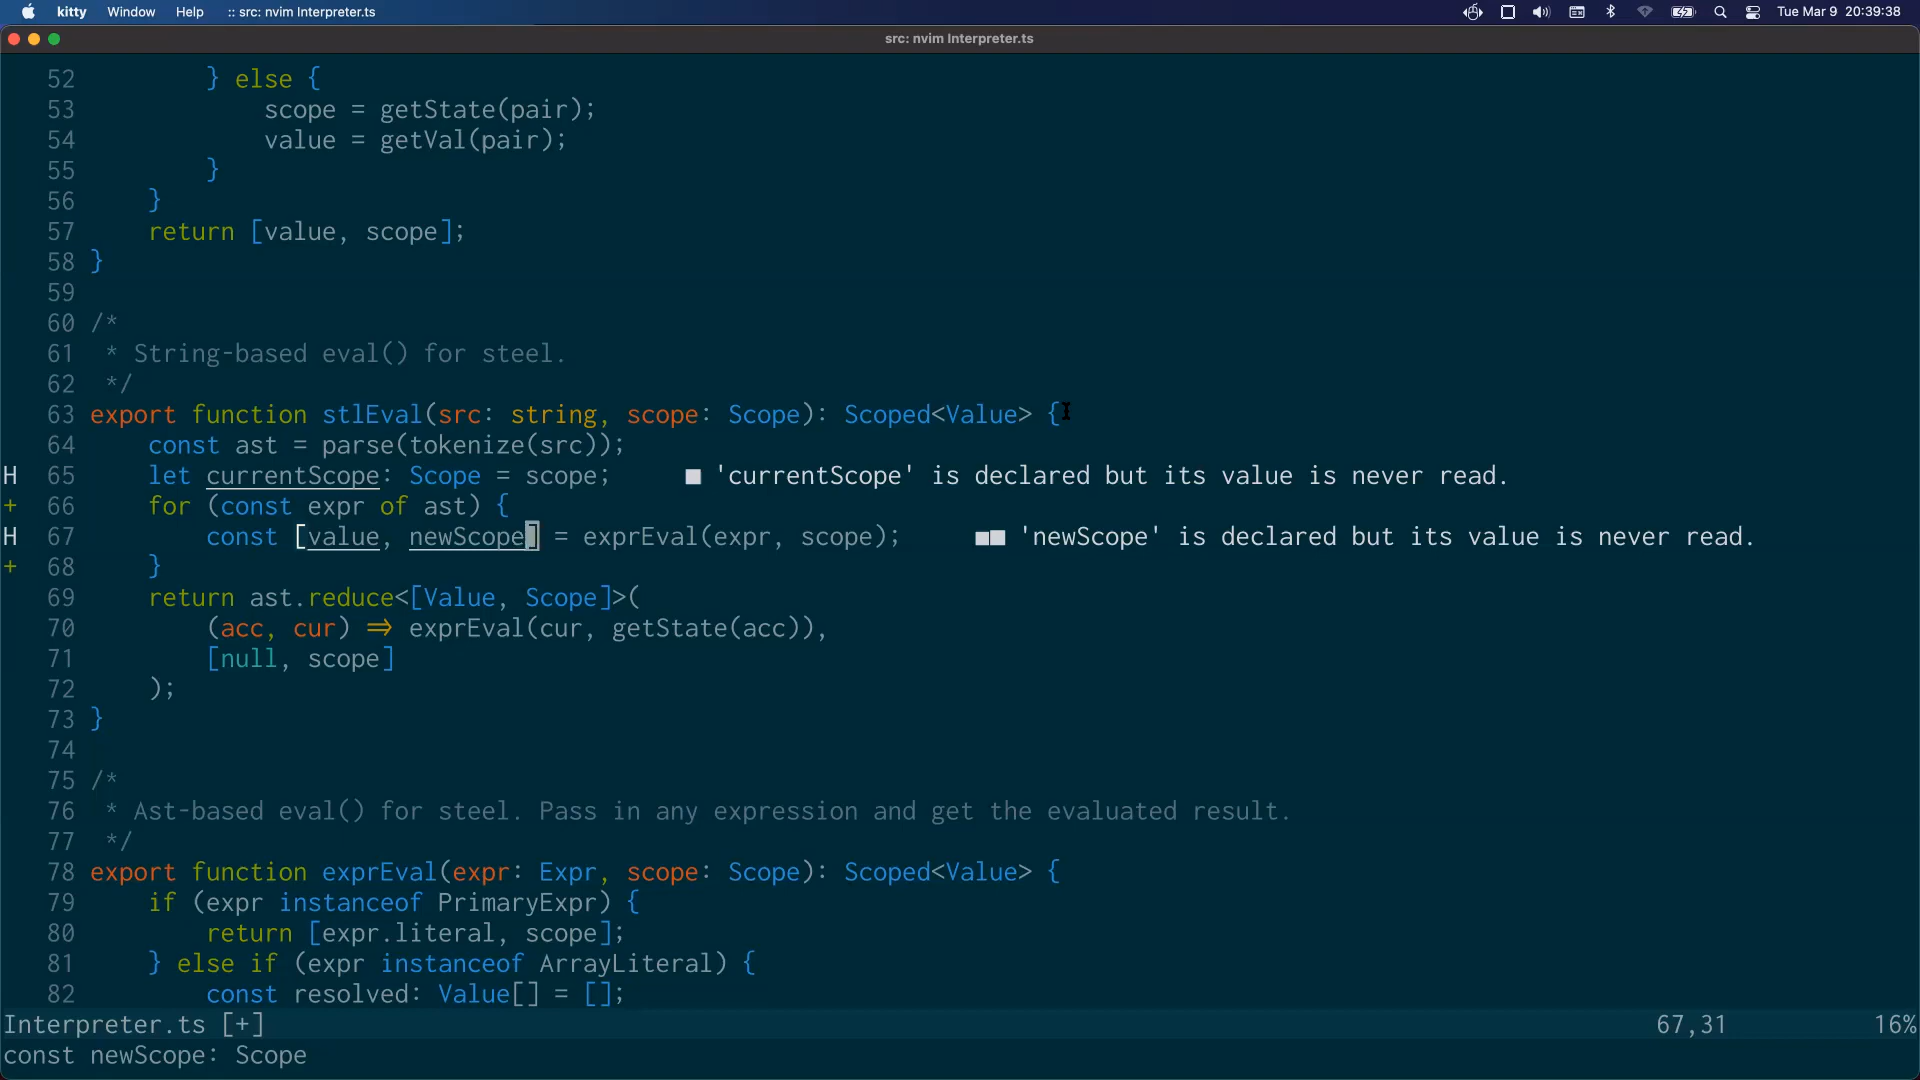 kitty Window Help :: src: nvim Interpreter.ts Tue Mar 9 20:39:38
src: nvim Interpreter.ts
52 } else {
53 scope = getState(pair);
54 value = getVal(pair);
55 }
56 }
57 return [value, scope];
58 }
59
60 /*
61 * String-based eval() for steel.
62 */
63 export function stlEval(src: string, scope: Scope): Scoped<Value> {
64 const ast = parse(tokenize(src));
H 65 let currentScope: Scope = scope; ■ 'currentScope' is declared but its value is never read.
+ 66 for (const expr of ast) {
H 67 const [value, newScope] = exprEval(expr, scope); ■■ 'newScope' is declared but its value is never read.
+ 68 }
69 return ast.reduce<[Value, Scope]>(
70 (acc, cur) ⇒ exprEval(cur, getState(acc)),
71 [null, scope]
72 );
73 }
74
75 /*
76 * Ast-based eval() for steel. Pass in any expression and get the evaluated result.
77 */
78 export function exprEval(expr: Expr, scope: Scope): Scoped<Value> {
79 if (expr instanceof PrimaryExpr) {
80 return [expr.literal, scope];
81 } else if (expr instanceof ArrayLiteral) {
82 const resolved: Value[] = [];
Interpreter.ts [+] 67,31 16%
const newScope: Scope